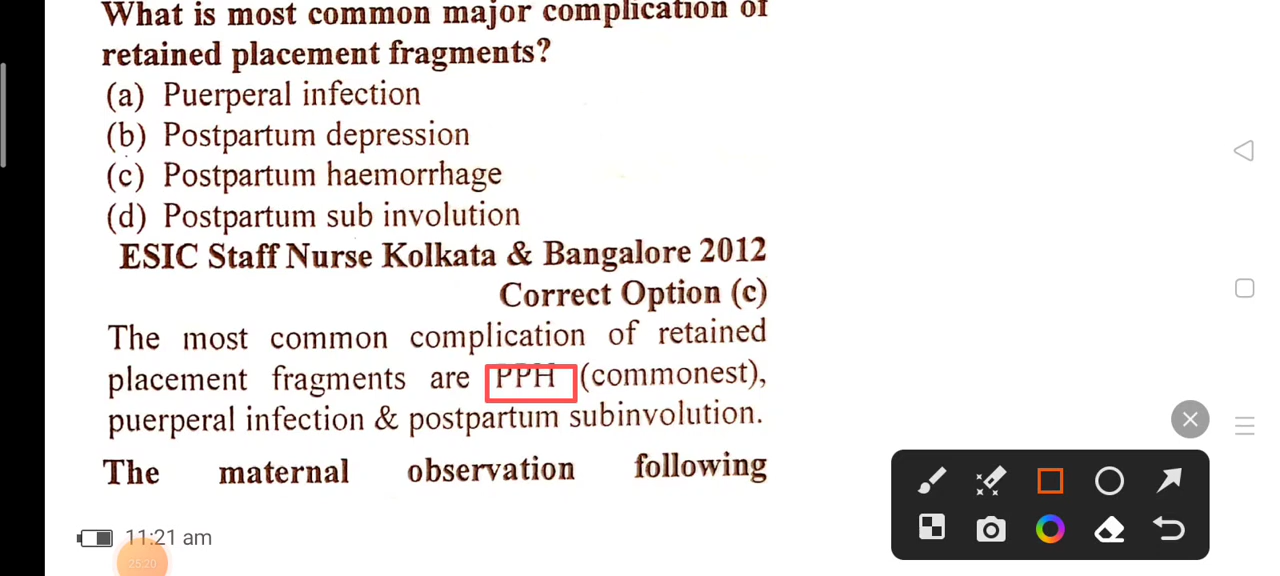 What is most common major complication of
retained placement fragments?
(a) Puerperal infection
(b) Postpartum depression
(c) Postpartum haemorrhage
(d) Postpartum sub involution
ESIC Staff Nurse Kolkata & Bangalore 2012
Correct Option (c)
The most common complication of retained
placement fragments are PPH (commonest),
puerperal infection & postpartum subinvolution.
The maternal observation following
11:21 am
25:20